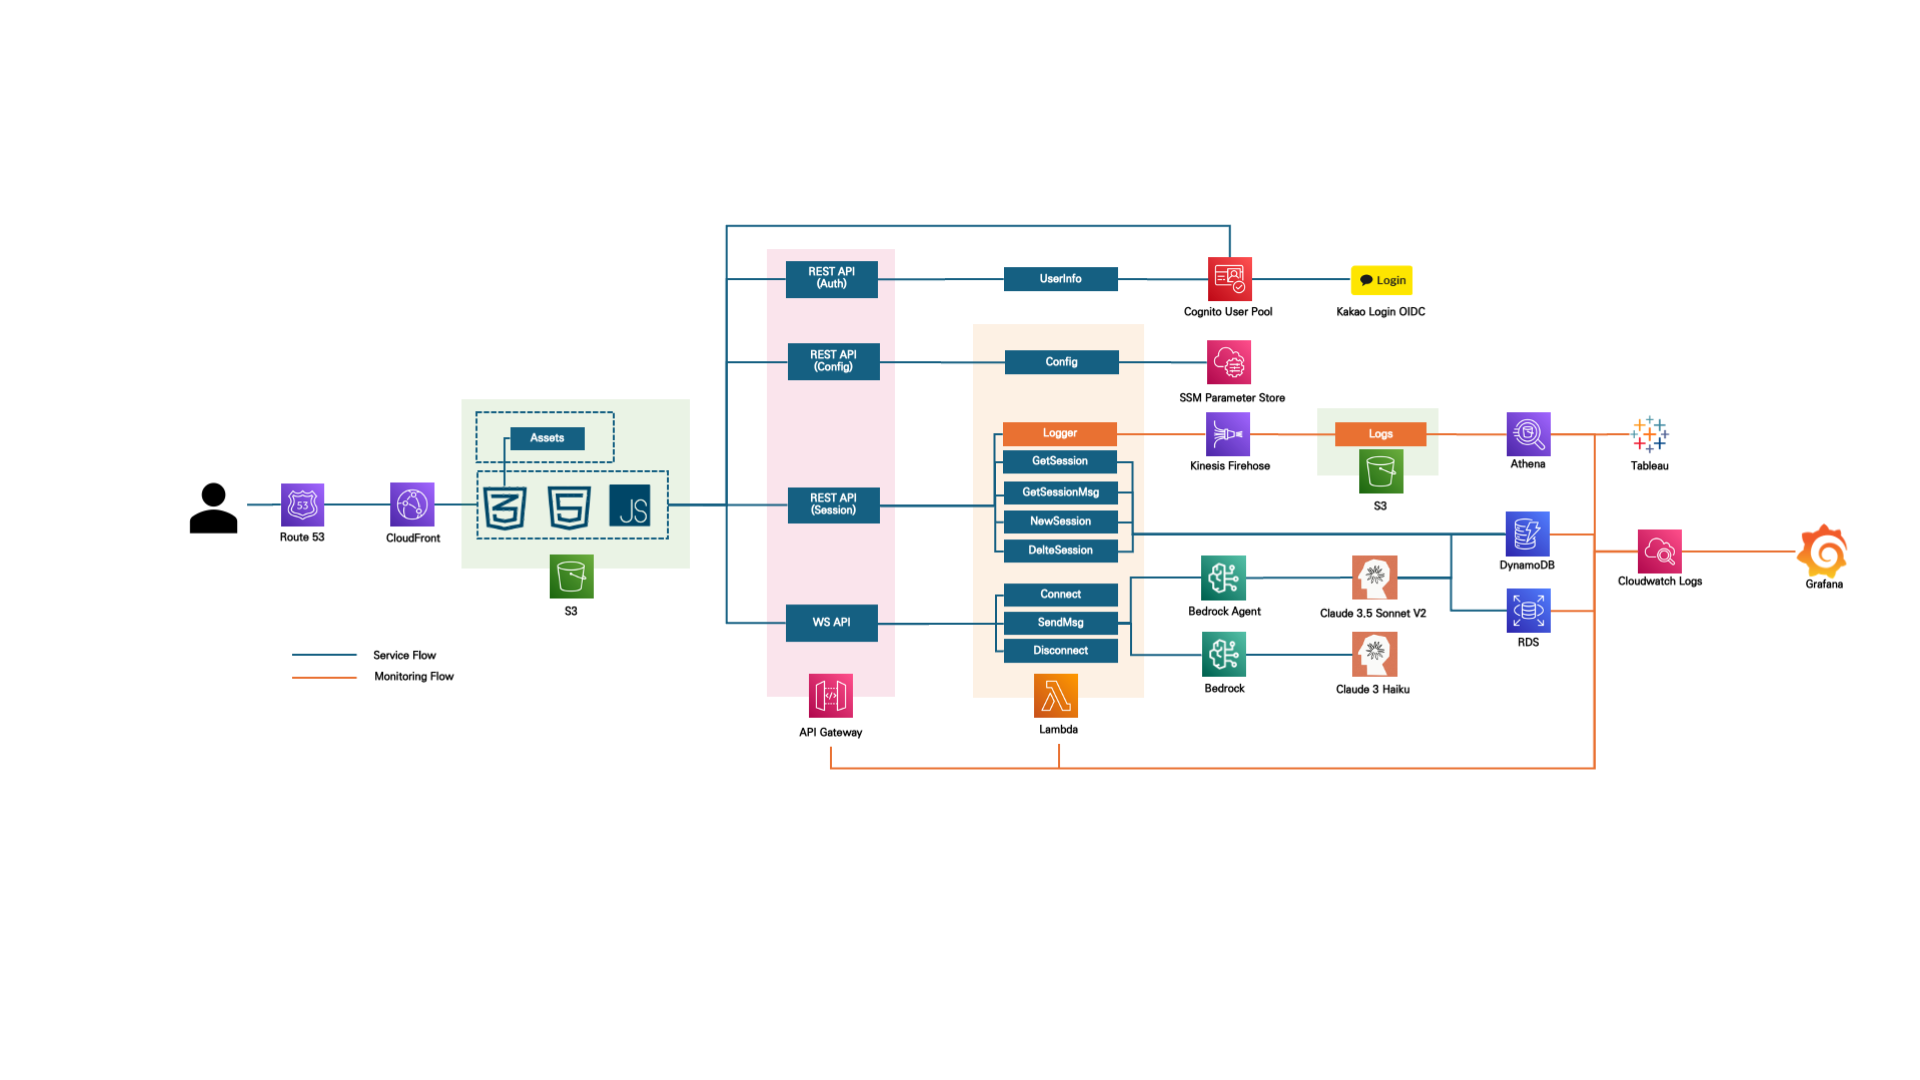 REST API
(Auth)
UserInfo
Login
Cognito User Pool
Kakao Login OIDC
REST API
(Config)
Config
SSM Parameter Store
Assets
Logger
Logs
Kinesis Firehose
Athena
Tableau
GetSession
GetSessionMsg
REST API
(Session)
NewSession
DelteSession
S3
53
3
5
JS
Route 53
CloudFront
S3
DynamoDB
Cloudwatch Logs
Grafana
Connect
Bedrock Agent
Claude 3.5 Sonnet V2
WS API
SendMsg
RDS
Disconnect
Service Flow
Monitoring Flow
Bedrock
Claude 3 Haiku
</>
API Gateway
Lambda